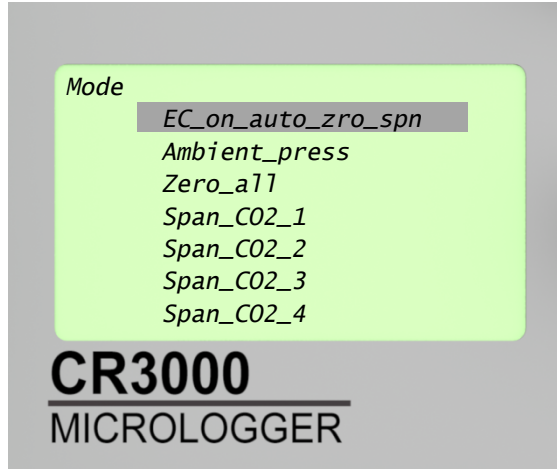 Mode
EC_on_auto_zro_spn
Ambient_press
Zero_all
Span_CO2_1
Span_CO2_2
Span_CO2_3
Span_CO2_4
CR3000
MICROLOGGER